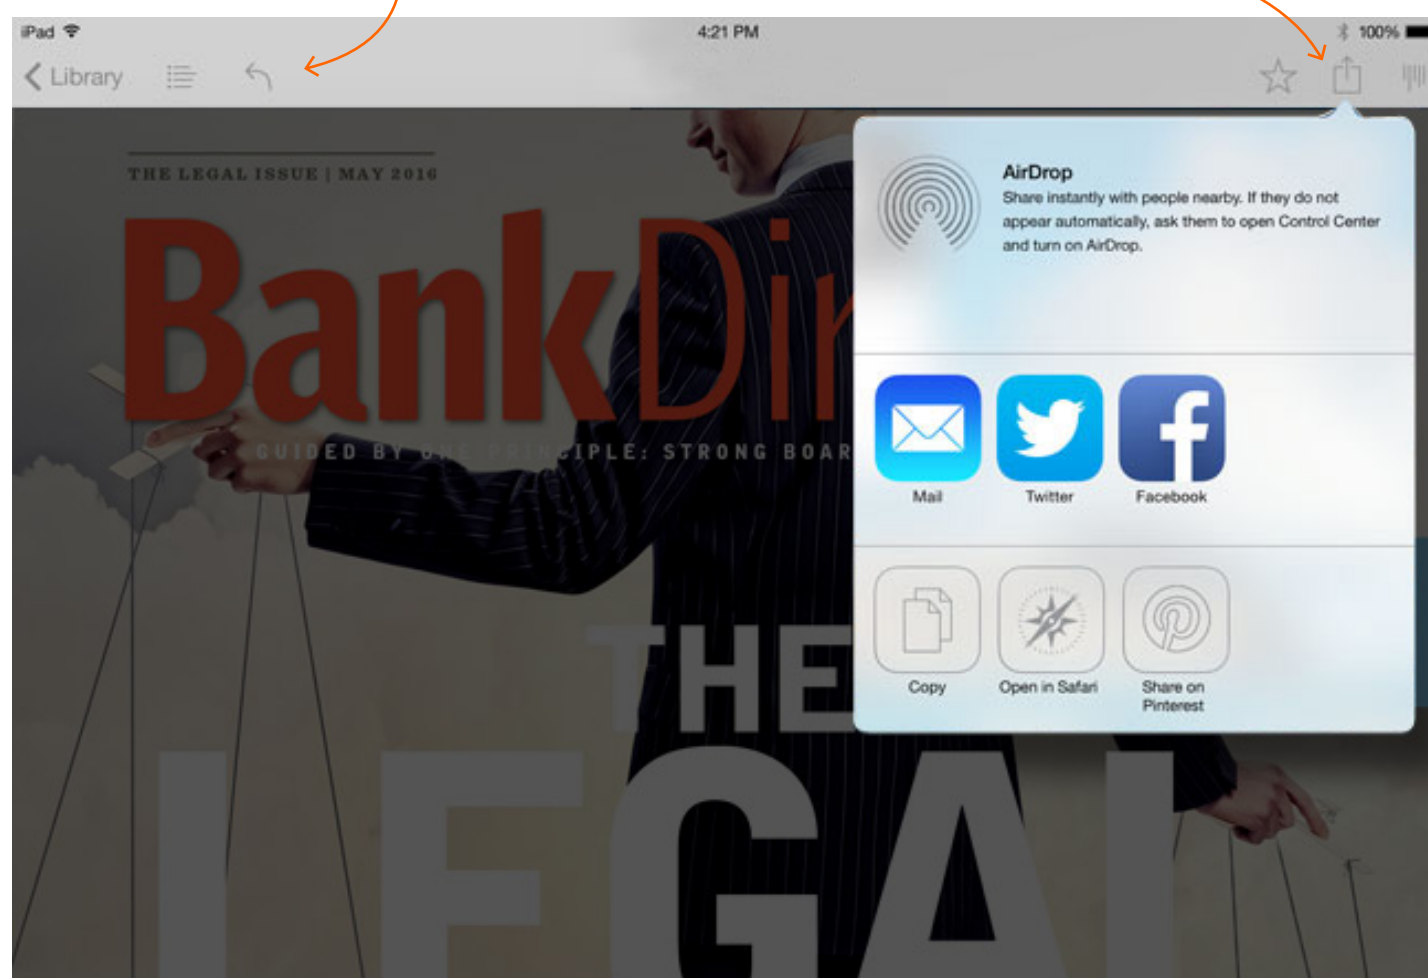 iPad 4:21 PM 100%
Library
THE LEGAL ISSUE | MAY 2016
BankDir
GUIDED BY ONE PRINCIPLE: STRONG BOAR
THE
LEGAL
AirDrop
Share instantly with people nearby. If they do not
appear automatically, ask them to open Control Center
and turn on AirDrop.
Mail Twitter Facebook
Copy Open in Safari Share on
Pinterest